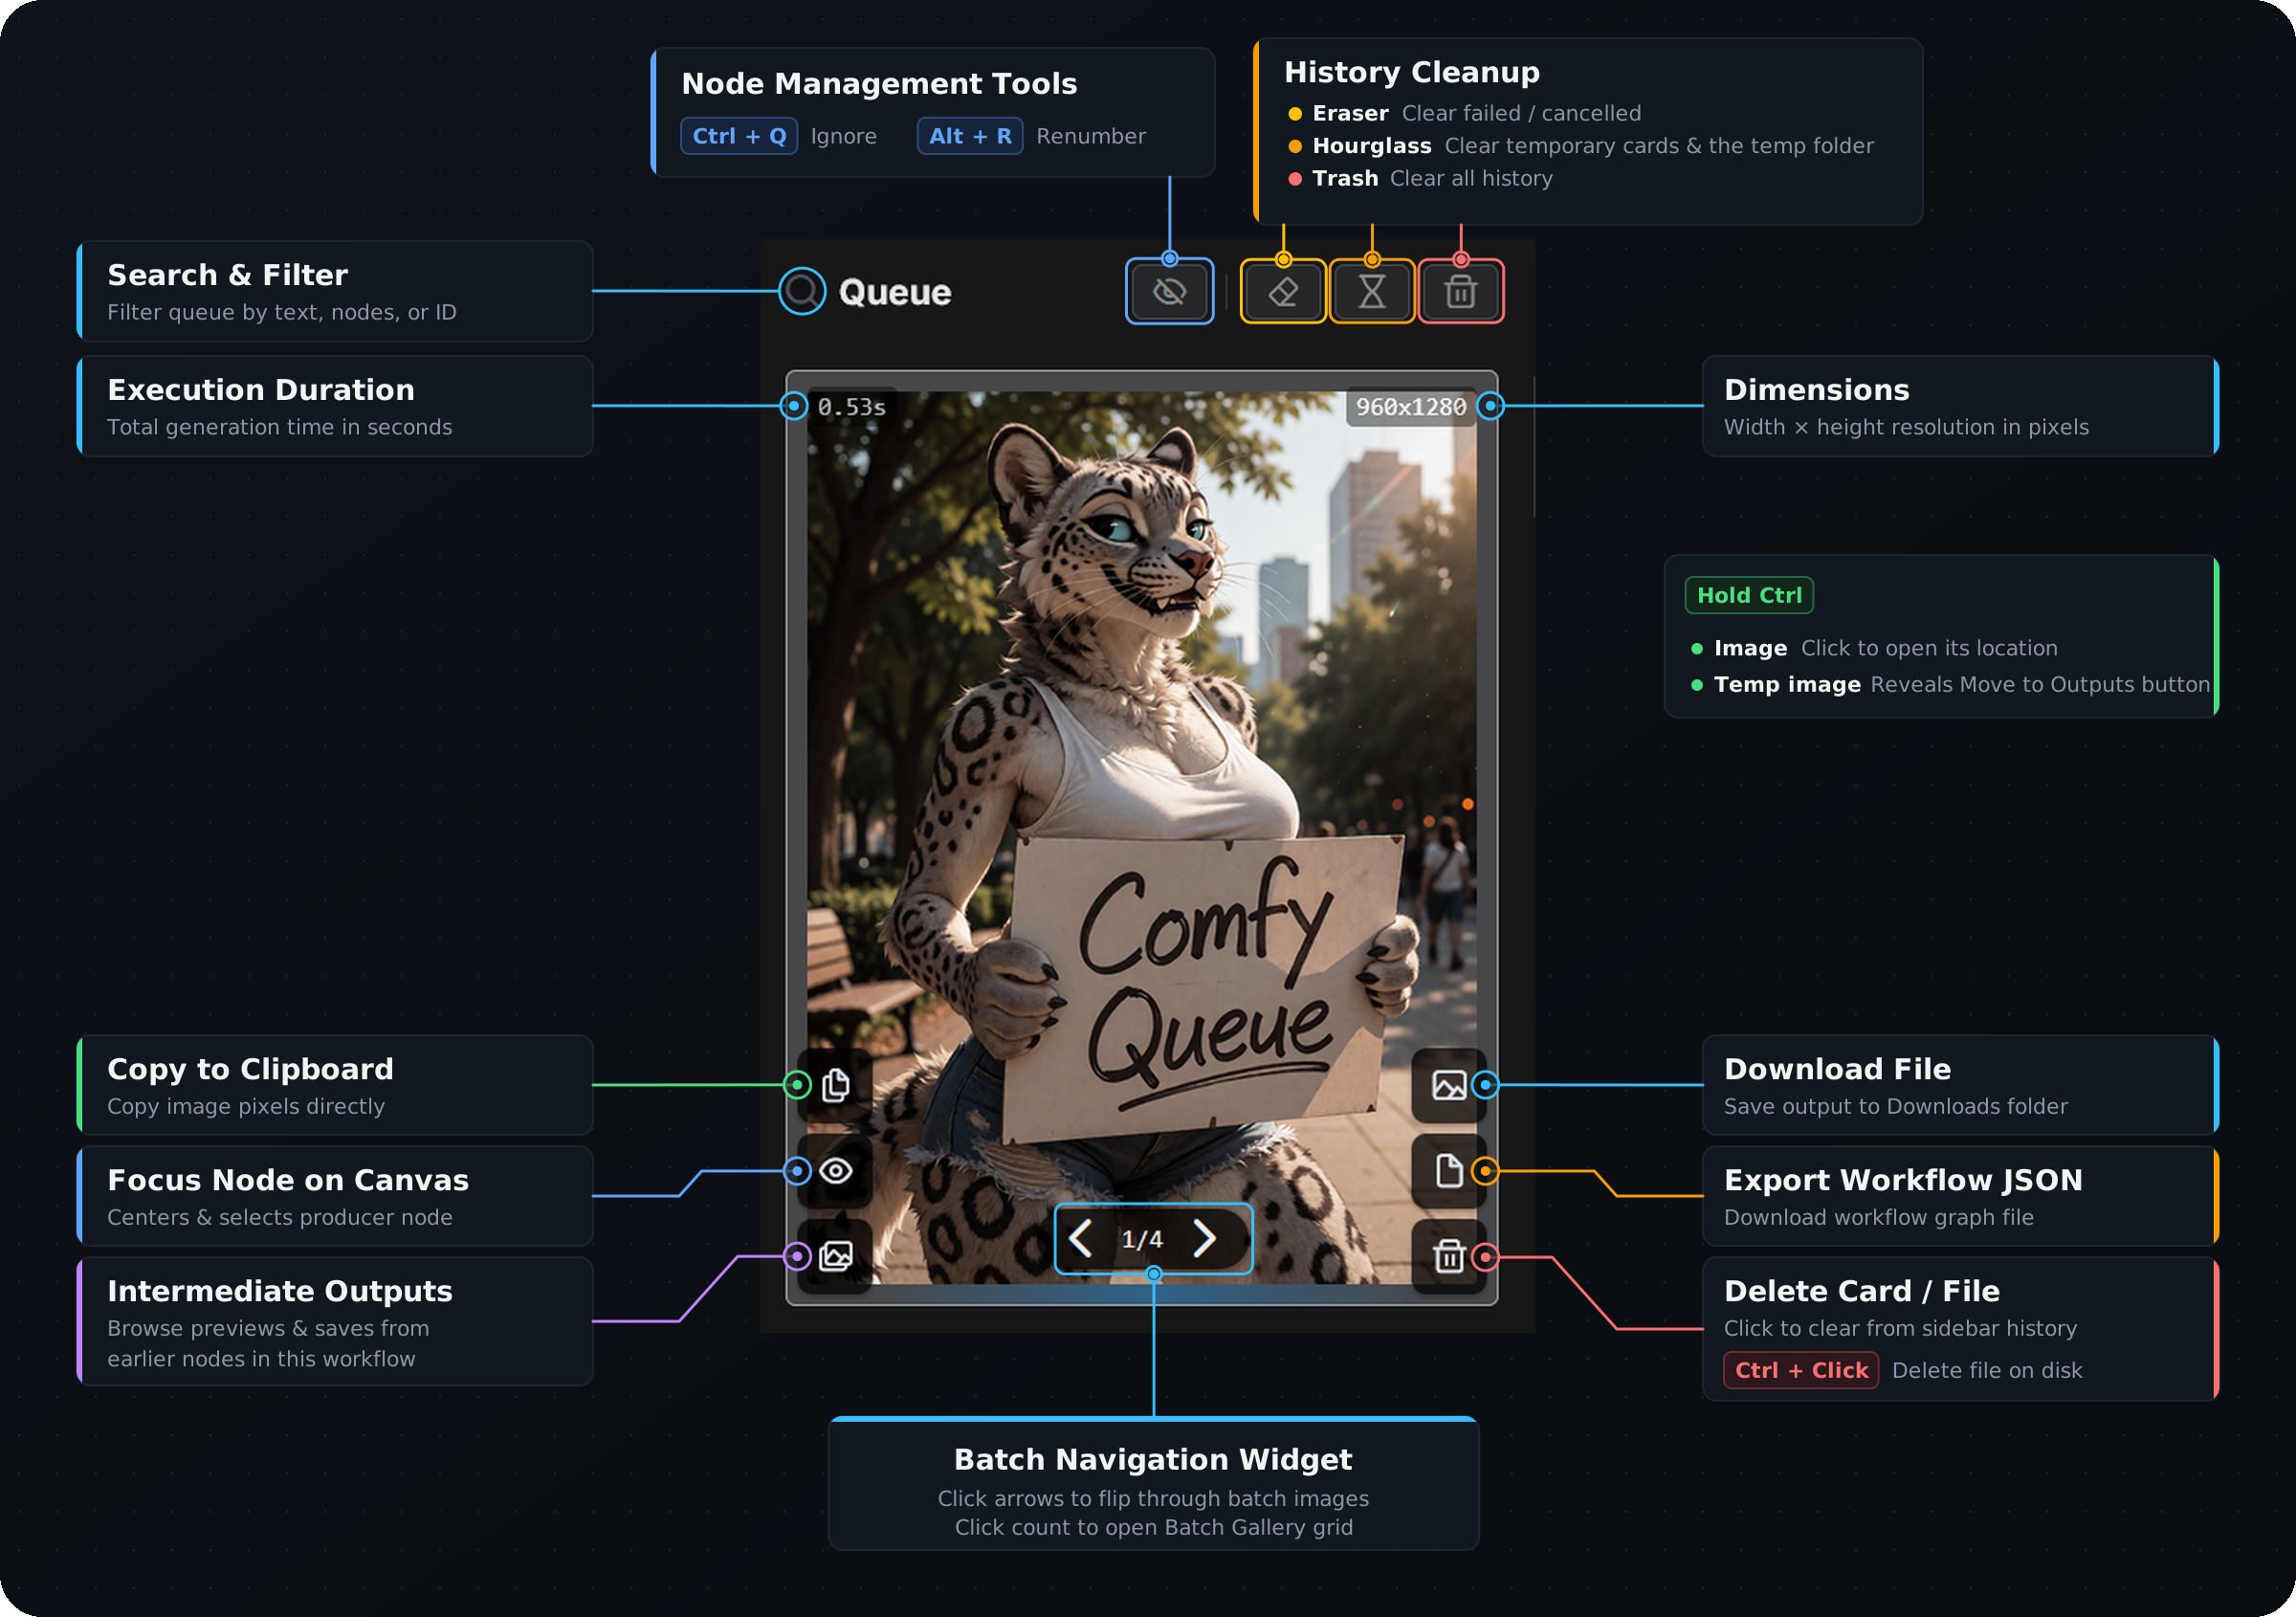 Node Management Tools
Ctrl + Q Ignore Alt + R Renumber
History Cleanup
Eraser Clear failed / cancelled
Hourglass Clear temporary cards & the temp folder
Trash Clear all history
Search & Filter
Filter queue by text, nodes, or ID
Queue
Execution Duration
Total generation time in seconds
0.53s
960x1280
Dimensions
Width × height resolution in pixels
Hold Ctrl
Image Click to open its location
Temp image Reveals Move to Outputs button
Comfy
Queue
Copy to Clipboard
Copy image pixels directly
Focus Node on Canvas
Centers & selects producer node
Intermediate Outputs
Browse previews & saves from
earlier nodes in this workflow
1/4
Download File
Save output to Downloads folder
Export Workflow JSON
Download workflow graph file
Delete Card / File
Click to clear from sidebar history
Ctrl + Click Delete file on disk
Batch Navigation Widget
Click arrows to flip through batch images
Click count to open Batch Gallery grid